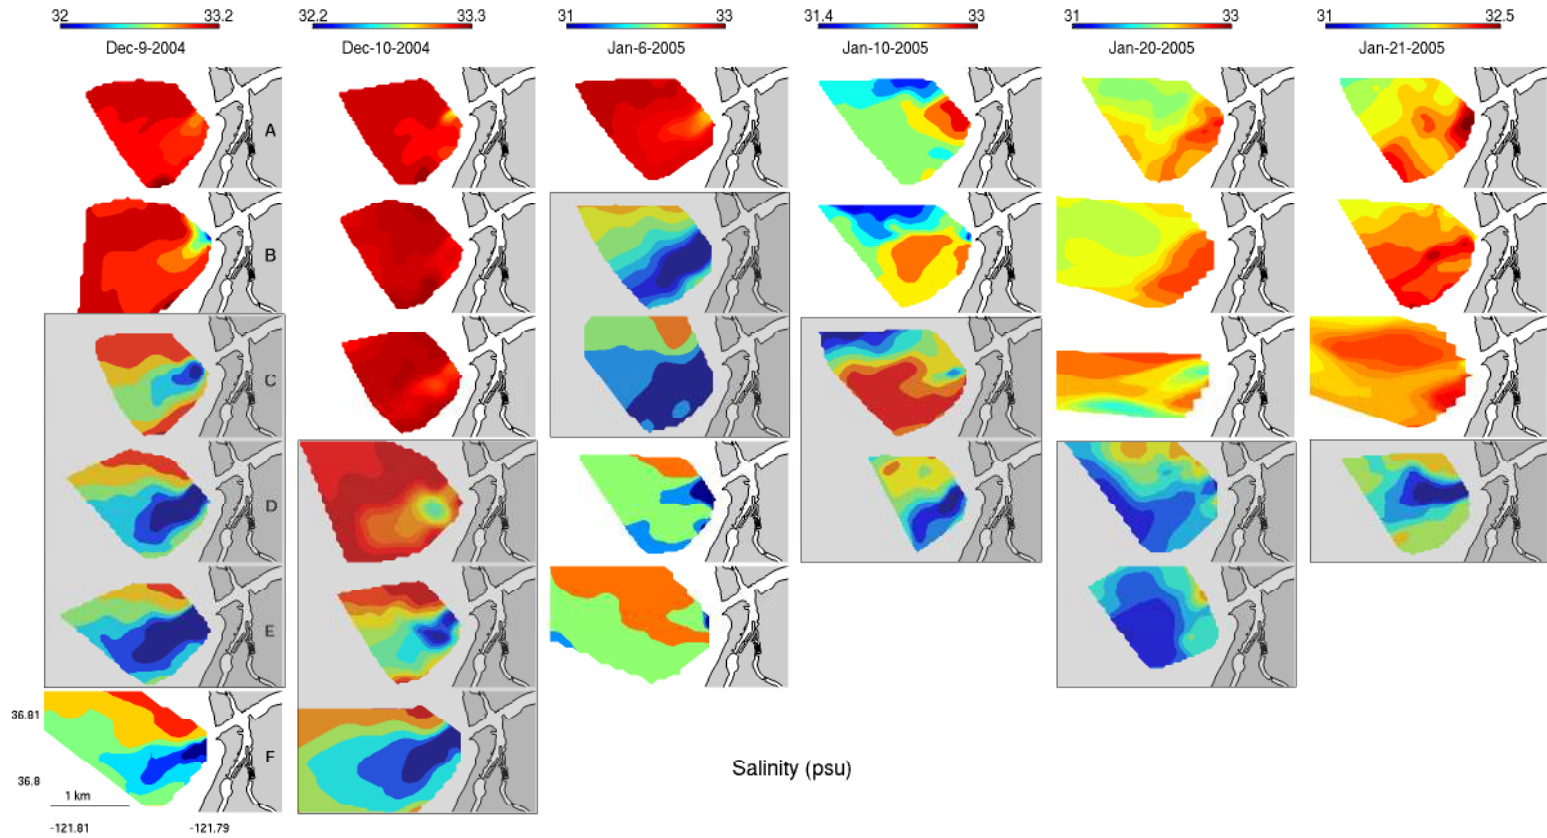 32 33.2 32.2 33.3 31 33 31.4 33 31 33 31 32.5
Dec-9-2004 Dec-10-2004 Jan-6-2005 Jan-10-2005 Jan-20-2005 Jan-21-2005
A
B
C
D
E
36.81
F
Salinity (psu)
36.8
1 km
-121.81 -121.79